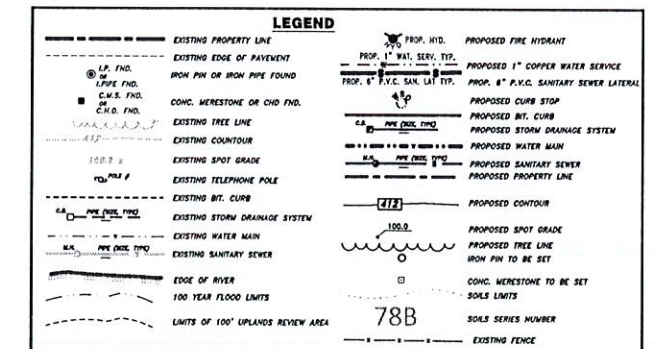 LEGEND
EXISTING PROPERTY LINE
EXISTING EDGE OF PAVEMENT
I.P. FND.
OR
I.PIPE FND.
IRON PIN OR IRON PIPE FOUND
C.M.S. FND.
OR
C.H.D. FND.
CONC. MERESTONE OR CHD FND.
EXISTING TREE LINE
412
EXISTING COUNTOUR
100.2 x
EXISTING SPOT GRADE
POLE #
EXISTING TELEPHONE POLE
EXISTING BIT. CURB
C.B. PIPE (SIZE, TYPE)
EXISTING STORM DRAINAGE SYSTEM
EXISTING WATER MAIN
M.H. PIPE (SIZE, TYPE) S
EXISTING SANITARY SEWER
EDGE OF RIVER
100 YEAR FLOOD LIMITS
LIMITS OF 100' UPLANDS REVIEW AREA
PROP. HYD.
PROPOSED FIRE HYDRANT
PROP. 1" WAT. SERV. TYP.
PROPOSED 1" COPPER WATER SERVICE
PROP. 6" P.V.C. SAN. LAT TYP.
PROP. 6" P.V.C. SANITARY SEWER LATERAL
PROPOSED CURB STOP
PROPOSED BIT. CURB
C.B. PIPE (SIZE, TYPE)
PROPOSED STORM DRAINAGE SYSTEM
PROPOSED WATER MAIN
M.H. PIPE (SIZE, TYPE)
PROPOSED SANITARY SEWER
PROPOSED PROPERTY LINE
412
PROPOSED CONTOUR
100.0
PROPOSED SPOT GRADE
PROPOSED TREE LINE
IRON PIN TO BE SET
CONC. MERESTONE TO BE SET
SOILS LIMITS
78B
SOILS SERIES NUMBER
EXISTING FENCE